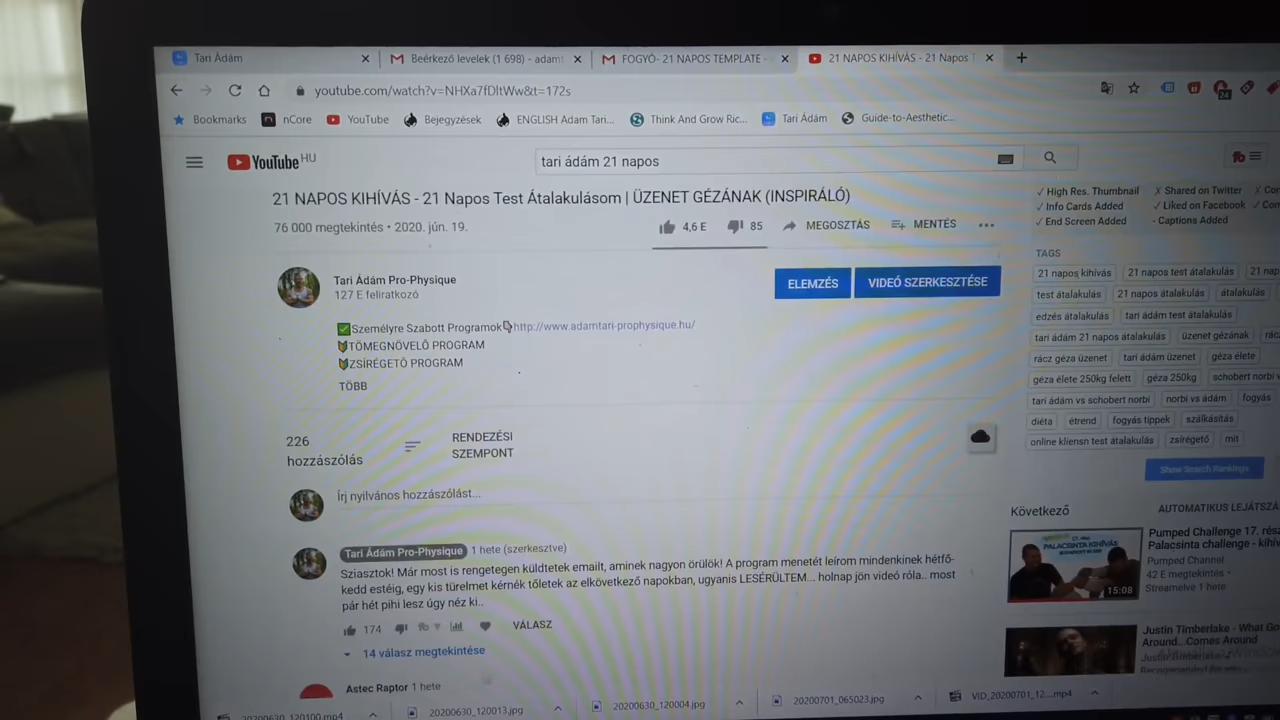 Tari Ádám
Beérkező levelek (1 698) - adam
FOGYÓ- 21 NAPOS TEMPLATE -
21 NAPOS KIHÍVÁS - 21 Napos T
youtube.com/watch?v=NHXa7fDltWw&t=172s
24
Bookmarks
nCore
YouTube
Bejegyzések
ENGLISH Adam Tari...
Think And Grow Ric...
Tari Ádám
Guide-to-Aesthetic...
YouTube HU
tari ádám 21 napos
21 NAPOS KIHÍVÁS - 21 Napos Test Átalakulásom | ÜZENET GÉZÁNAK (INSPIRÁLÓ)
76 000 megtekintés • 2020. jún. 19.
4,6 E
85
MEGOSZTÁS
MENTÉS
Tari Ádám Pro-Physique
127 E feliratkozó
ELEMZÉS
VIDEÓ SZERKESZTÉSE
Személyre Szabott Programok http://www.adamtari-prophysique.hu/
TÖMEGNÖVELŐ PROGRAM
ZSÍRÉGETŐ PROGRAM
TÖBB
226
hozzászólás
RENDEZÉSI
SZEMPONT
Írj nyilvános hozzászólást...
Tari Ádám Pro-Physique 1 hete (szerkesztve)
Sziasztok! Már most is rengetegen küldtetek emailt, aminek nagyon örülök! A program menetét leírom mindenkinek hétfő-
kedd estéig, egy kis türelmet kérnék tőletek az elkövetkező napokban, ugyanis LESÉRÜLTEM... holnap jön videó róla.. most
pár hét pihi lesz úgy néz ki..
174
VÁLASZ
14 válasz megtekintése
Astec Raptor 1 hete
✓ High Res. Thumbnail
✗ Shared on Twitter
✓ Info Cards Added
✓ Liked on Facebook
✓ End Screen Added
- Captions Added
TAGS
21 napos kihívás
21 napos test átalakulás
21 nap
test átalakulás
21 napos átalakulás
átalakulás
edzés átalakulás
tari ádám test átalakulás
tari ádám 21 napos átalakulás
üzenet gézának
rácz géza üzenet
tari ádám üzenet
géza élete
géza élete 250kg felett
géza 250kg
schobert norbi
tari ádám vs schobert norbi
norbi vs ádám
fogyás
diéta
étrend
fogyás tippek
szálkásítás
online kliensn test átalakulás
zsírégető
mit
Show Search Rankings
Következő
AUTOMATIKUS LEJÁTSZÁ
PALACSINTA KIHÍVÁS
15:08
Pumped Challenge 17. rész
Palacsinta challenge - kihív
Pumped Channel
42 E megtekintés •
Streamelve 1 hete
Justin Timberlake - What Go
Around...Comes Around
20200630_120100.mp4
20200630_120013.jpg
20200630_120004.jpg
20200701_065023.jpg
VID_20200701_12....mp4